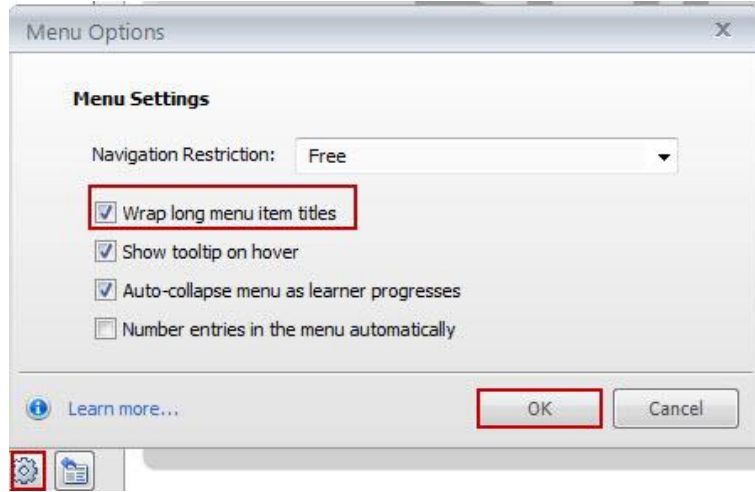 Menu Options
Menu Settings
Navigation Restriction: Free
Wrap long menu item titles
Show tooltip on hover
Auto-collapse menu as learner progresses
Number entries in the menu automatically
Learn more...
OK Cancel